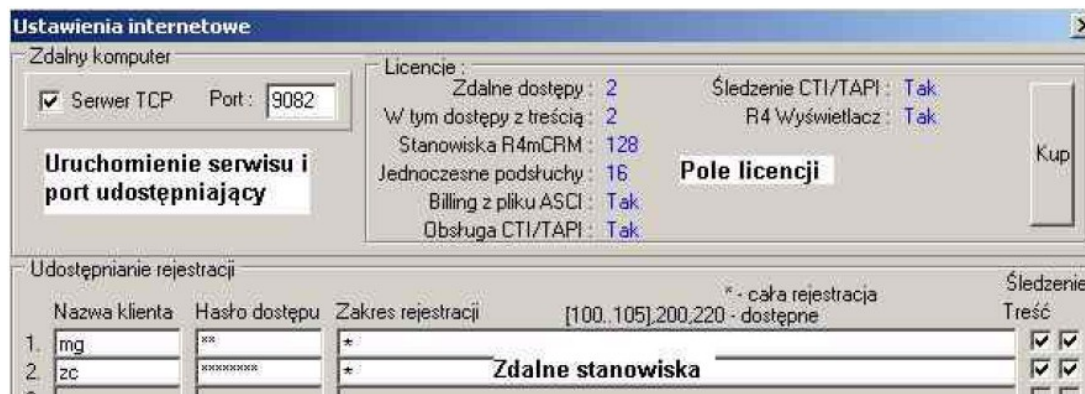 Ustawienia internetowe
Zdalny komputer
Serwer TCP Port: 9082
Uruchomienie serwisu i
port udostępniający
Licencie :
Zdalne dostępy : 2
W tym dostępy z treścią : 2
Stanowiska R4mCRM : 128
Jednoczesne podsłuchy : 16
Billing z pliku ASCI : Tak
Obsługa CTI/TAPI : Tak
Śledzenie CTI/TAPI : Tak
R4 Wyświetlacz : Tak
Pole licencji
Kup
Udostępnianie rejestracji
* - cała rejestracja
Śledzenie
Nazwa klienta Hasło dostępu Zakres rejestracji [100..105],200,220 - dostępne Treść
1. mg ** *
2. zc ******** *
Zdalne stanowiska